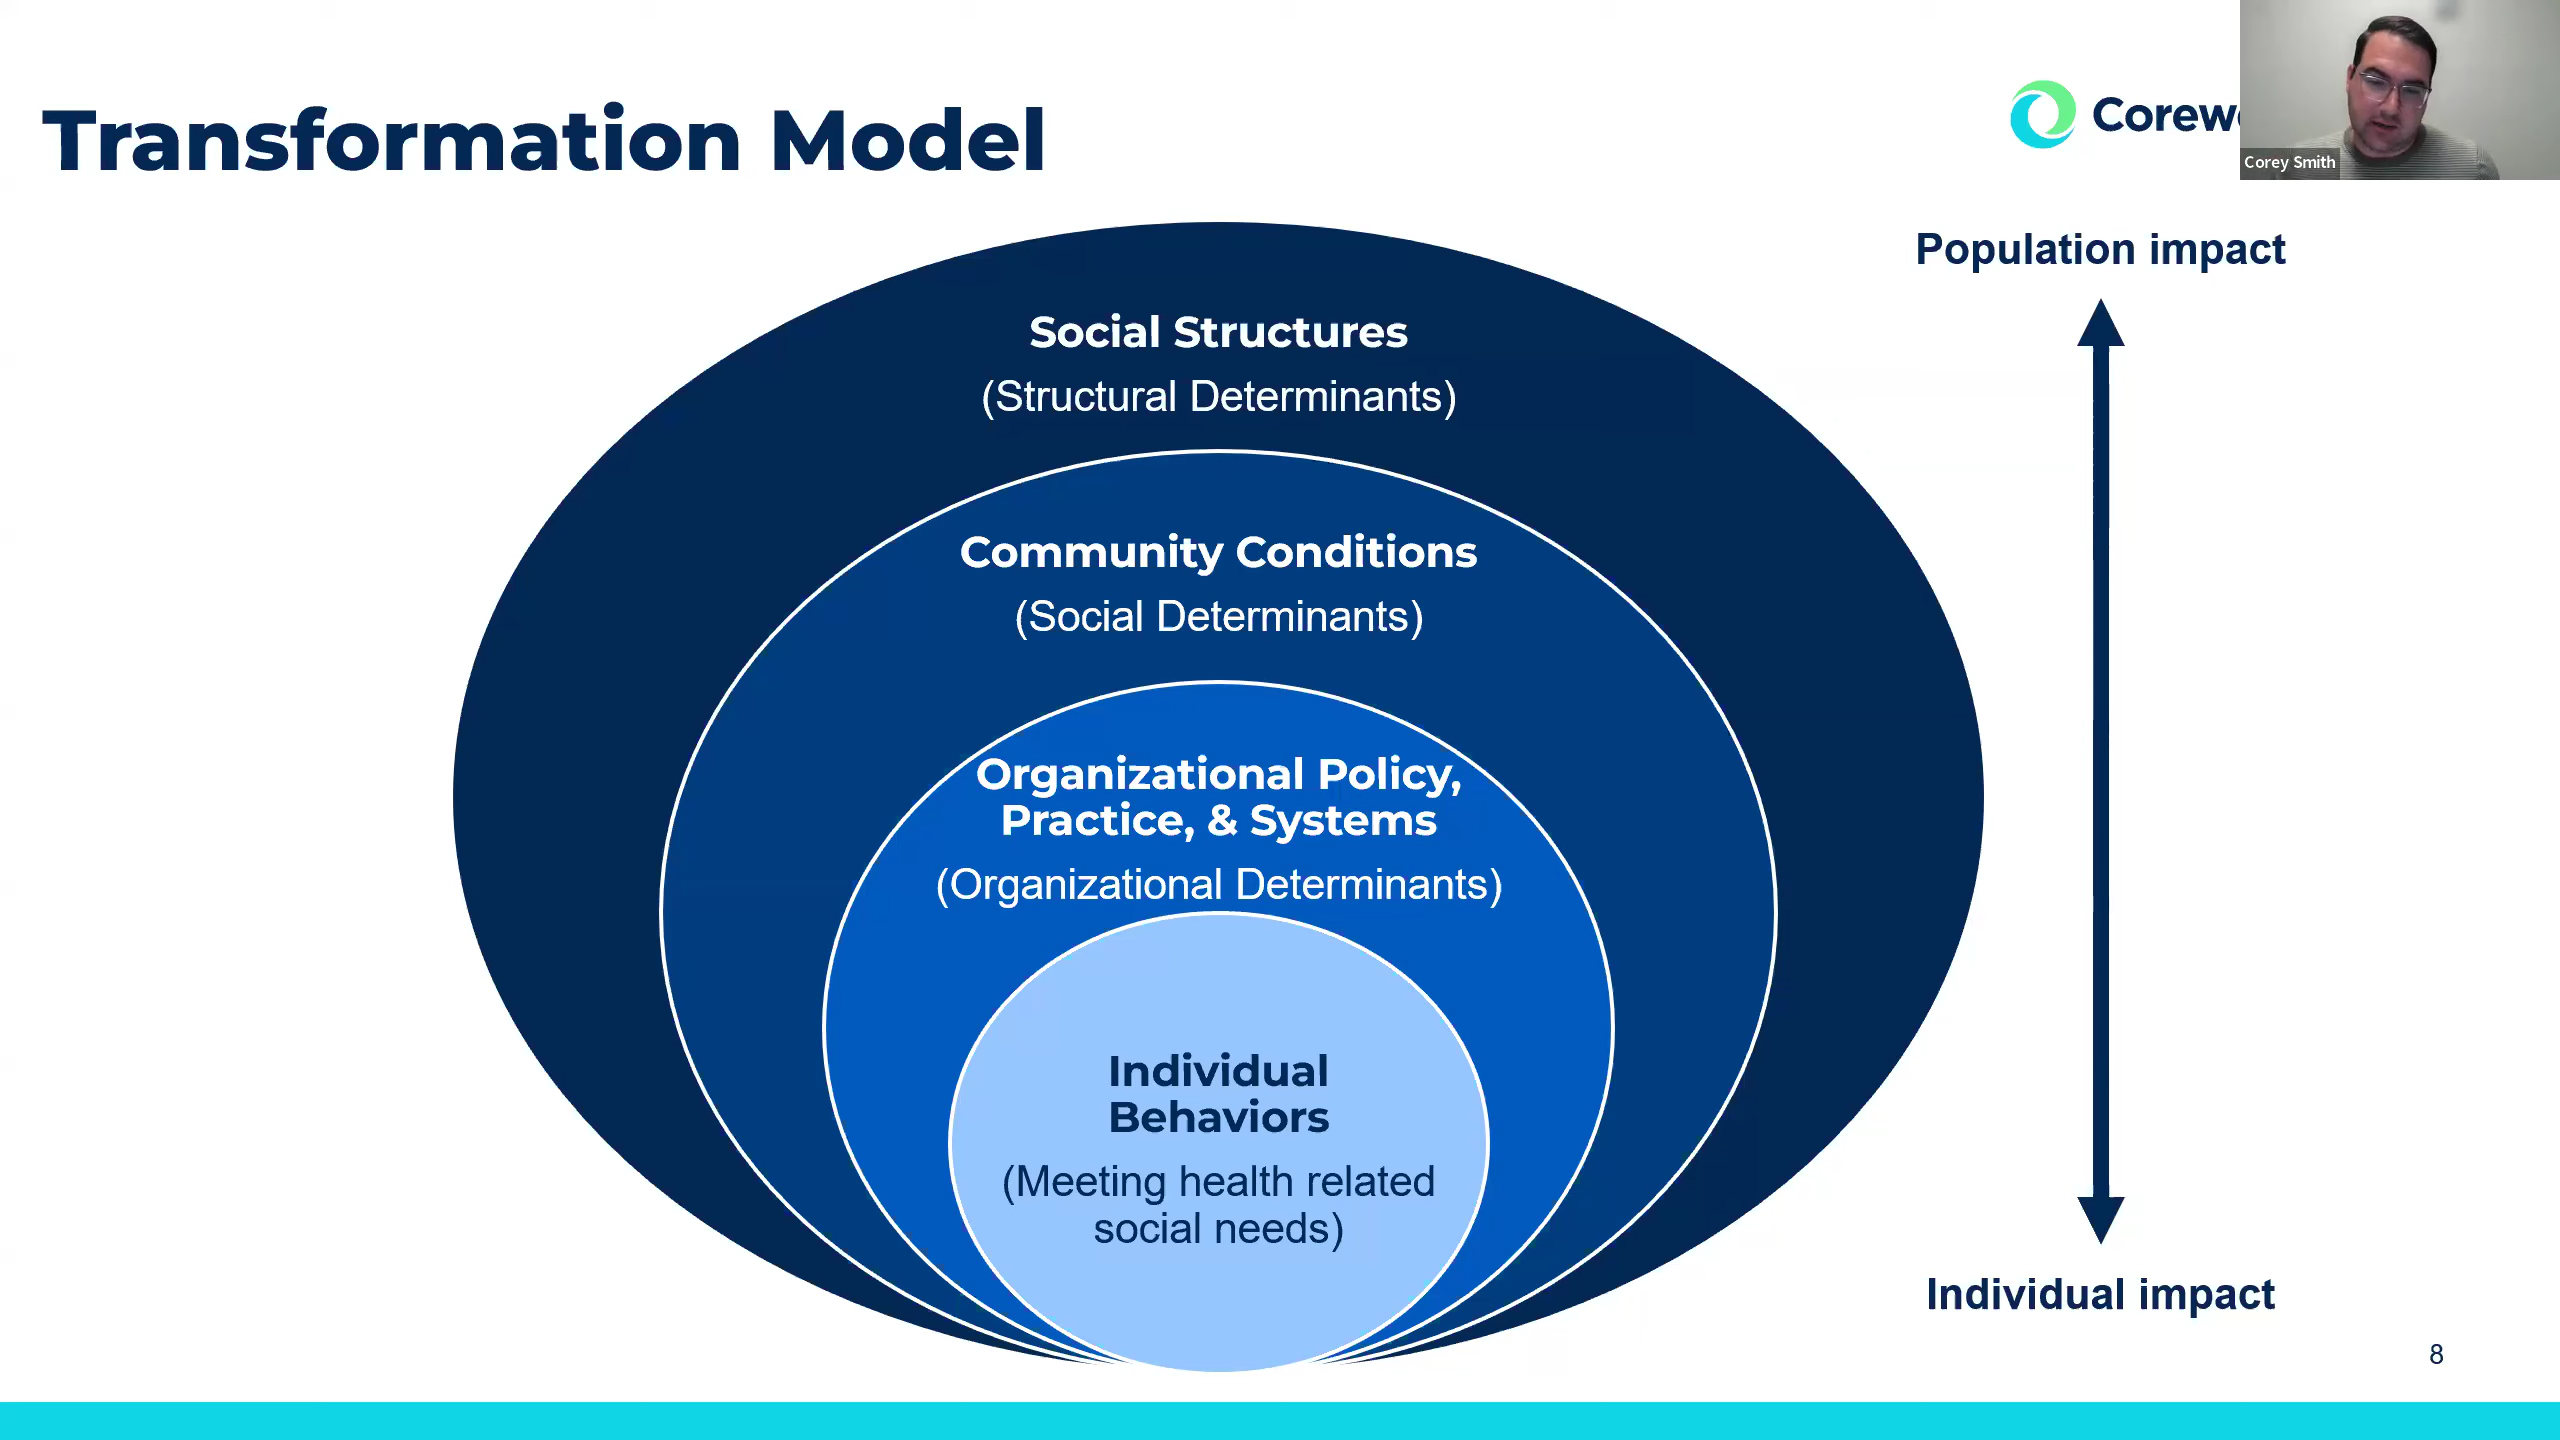 Transformation Model
Corew
Corey Smith
Population impact
Social Structures
(Structural Determinants)
Community Conditions
(Social Determinants)
Organizational Policy,
Practice, & Systems
(Organizational Determinants)
Individual
Behaviors
(Meeting health related
social needs)
Individual impact
8